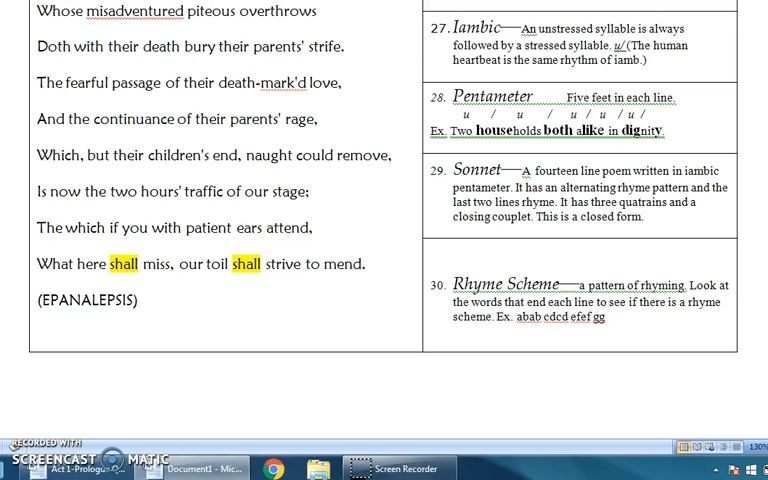 Whose misadventured piteous overthrows
Doth with their death bury their parents' strife.
The fearful passage of their death-mark'd love,
And the continuance of their parents' rage,
Which, but their children's end, naught could remove,
Is now the two hours' traffic of our stage;
The which if you with patient ears attend,
What here shall miss, our toil shall strive to mend.
(EPANALEPSIS)
27. Iambic—An unstressed syllable is always
followed by a stressed syllable. u/ (The human
heartbeat is the same rhythm of iamb.)
28. Pentameter Five feet in each line.
u / u / u / u / u /
Ex. Two households both alike in dignity.
29. Sonnet—A fourteen line poem written in iambic
pentameter. It has an alternating rhyme pattern and the
last two lines rhyme. It has three quatrains and a
closing couplet. This is a closed form.
30. Rhyme Scheme—a pattern of rhyming. Look at
the words that end each line to see if there is a rhyme
scheme. Ex. abab cdcd efef gg
RECORDED WITH
SCREENCAST MATIC
130%
Act 1-Prologu... Document1 - Mic... Screen Recorder